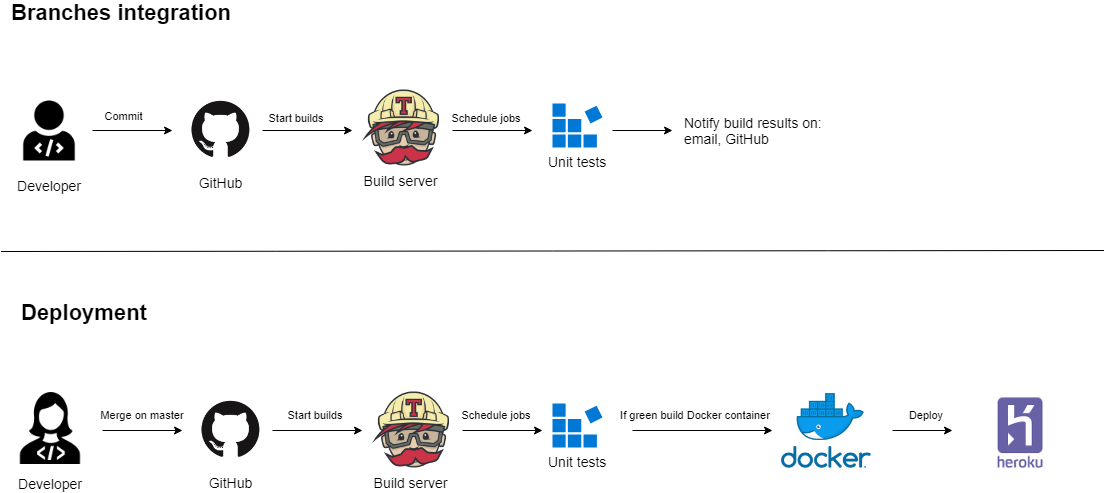 Branches integration
Commit
Start builds
Schedule jobs
Notify build results on:
email, GitHub
Developer
GitHub
T
Build server
Unit tests
Deployment
Merge on master
Start builds
Schedule jobs
If green build Docker container
Deploy
Developer
GitHub
T
Build server
Unit tests
docker
heroku